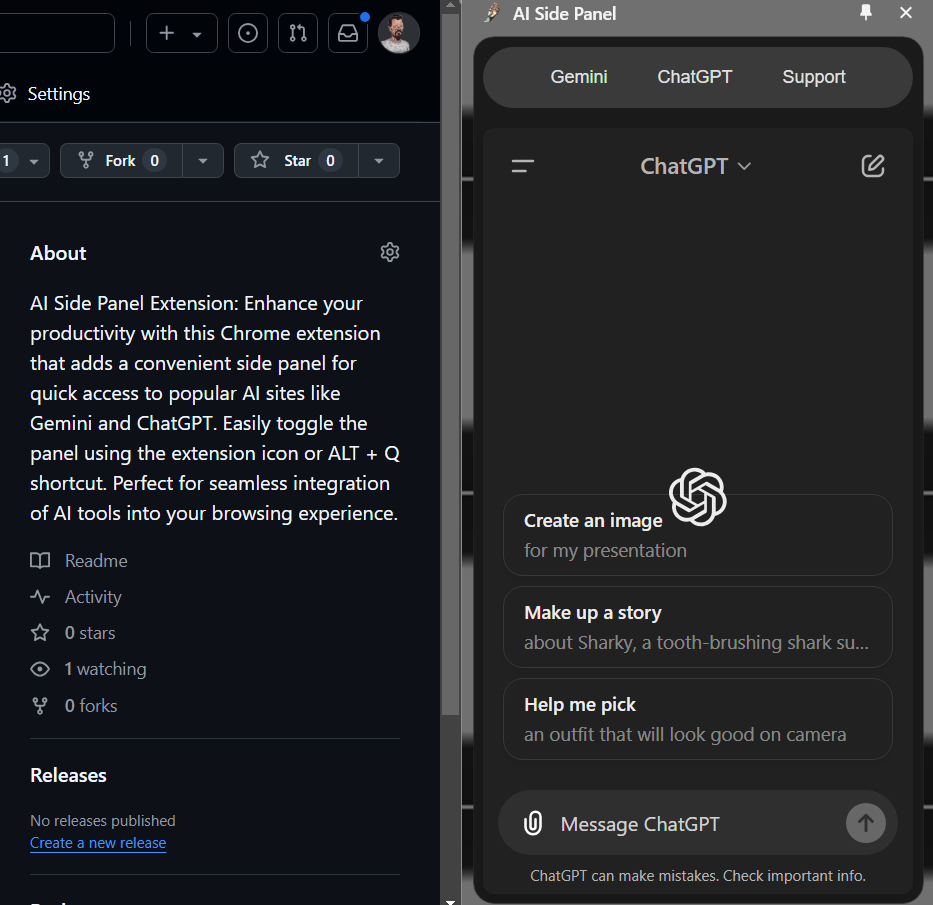 Settings
1
Fork 0
Star 0
About
AI Side Panel Extension: Enhance your
productivity with this Chrome extension
that adds a convenient side panel for
quick access to popular AI sites like
Gemini and ChatGPT. Easily toggle the
panel using the extension icon or ALT + Q
shortcut. Perfect for seamless integration
of AI tools into your browsing experience.
Readme
Activity
0 stars
1 watching
0 forks
Releases
No releases published
Create a new release
AI Side Panel
Gemini ChatGPT Support
ChatGPT
Create an image
for my presentation
Make up a story
about Sharky, a tooth-brushing shark su...
Help me pick
an outfit that will look good on camera
Message ChatGPT
ChatGPT can make mistakes. Check important info.